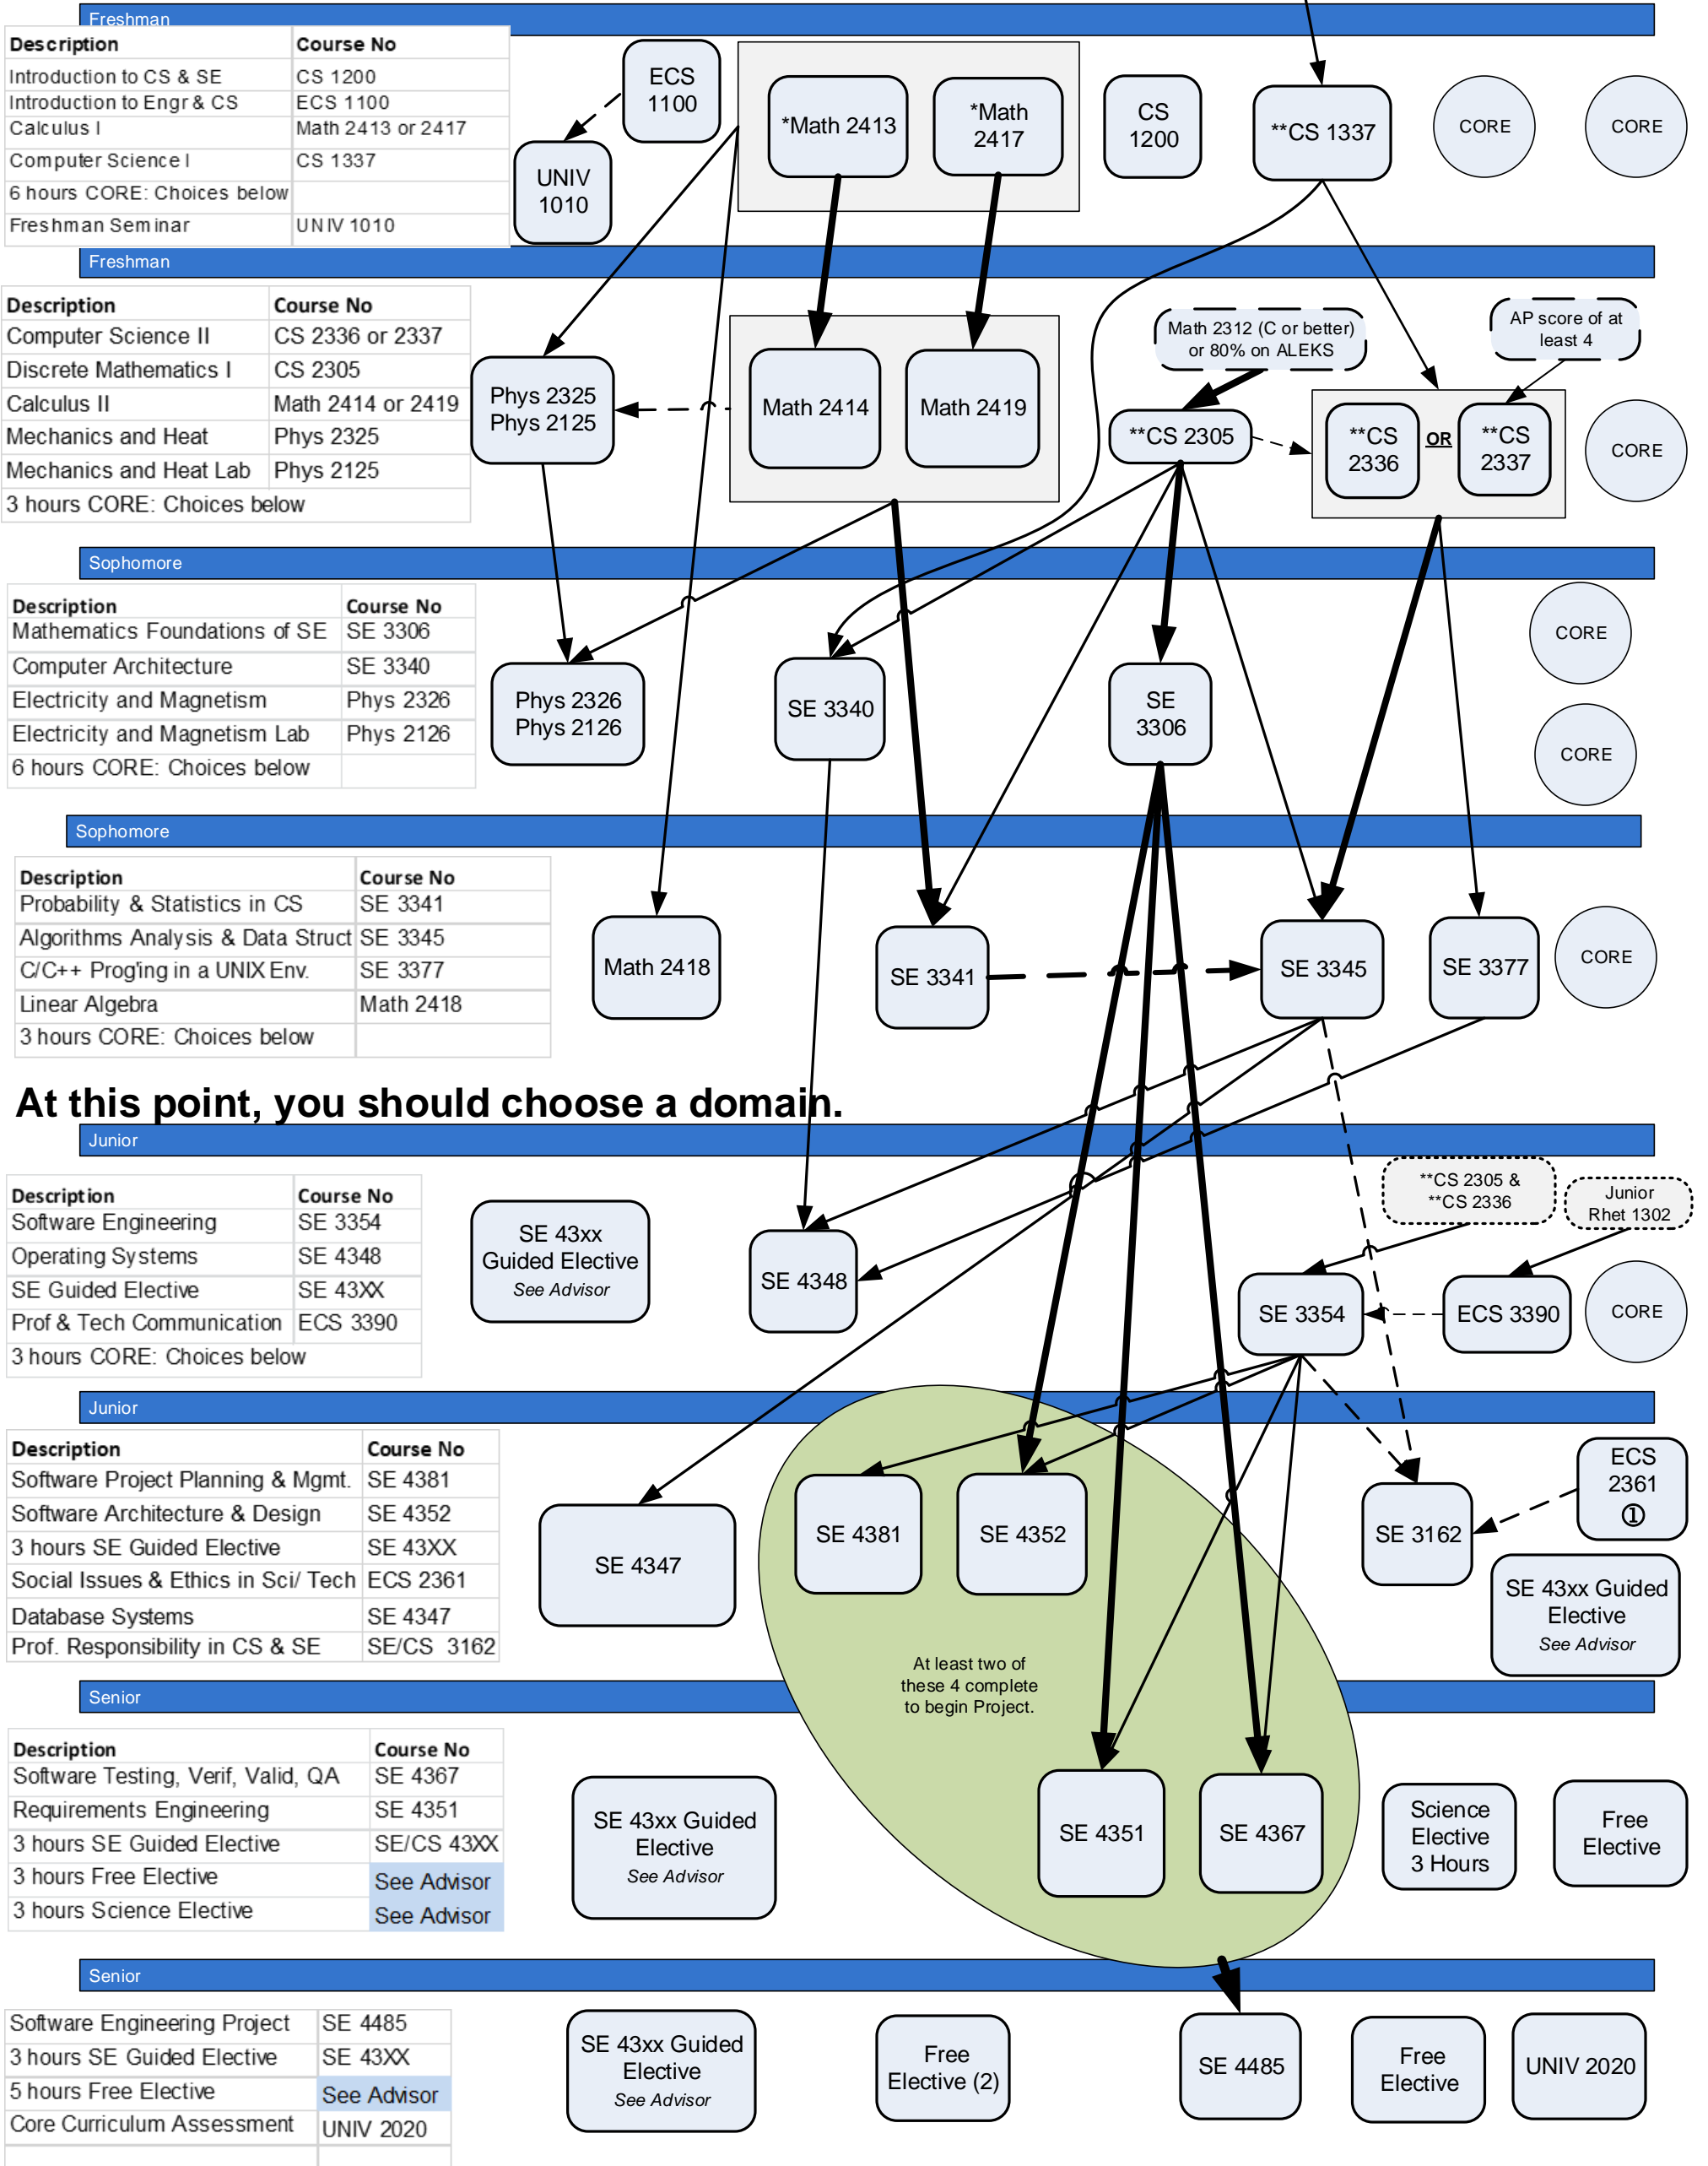 Freshman
Description Course No
Introduction to CS & SE CS 1200
Introduction to Engr & CS ECS 1100
Calculus I Math 2413 or 2417
Computer Science I CS 1337
6 hours CORE: Choices below
Freshman Seminar UNIV 1010
ECS
1100
UNIV
1010
*Math 2413
*Math
2417
CS
1200
**CS 1337
CORE
CORE
Freshman
Description Course No
Computer Science II CS 2336 or 2337
Discrete Mathematics I CS 2305
Calculus II Math 2414 or 2419
Mechanics and Heat Phys 2325
Mechanics and Heat Lab Phys 2125
3 hours CORE: Choices below
Phys 2325
Phys 2125
Math 2414
Math 2419
Math 2312 (C or better)
or 80% on ALEKS
**CS 2305
AP score of at
least 4
**CS
2336
OR
**CS
2337
CORE
Sophomore
Description Course No
Mathematics Foundations of SE SE 3306
Computer Architecture SE 3340
Electricity and Magnetism Phys 2326
Electricity and Magnetism Lab Phys 2126
6 hours CORE: Choices below
Phys 2326
Phys 2126
SE 3340
SE
3306
CORE
CORE
Sophomore
Description Course No
Probability & Statistics in CS SE 3341
Algorithms Analysis & Data Struct SE 3345
C/C++ Prog'ing in a UNIX Env. SE 3377
Linear Algebra Math 2418
3 hours CORE: Choices below
Math 2418
SE 3341
SE 3345
SE 3377
CORE
At this point, you should choose a domain.
Junior
Description Course No
Software Engineering SE 3354
Operating Systems SE 4348
SE Guided Elective SE 43XX
Prof & Tech Communication ECS 3390
3 hours CORE: Choices below
SE 43xx
Guided Elective
See Advisor
SE 4348
**CS 2305 &
**CS 2336
Junior
Rhet 1302
SE 3354
ECS 3390
CORE
Junior
Description Course No
Software Project Planning & Mgmt. SE 4381
Software Architecture & Design SE 4352
3 hours SE Guided Elective SE 43XX
Social Issues & Ethics in Sci/ Tech ECS 2361
Database Systems SE 4347
Prof. Responsibility in CS & SE SE/CS 3162
SE 4347
SE 4381
SE 4352
SE 3162
ECS
2361
①
SE 43xx Guided
Elective
See Advisor
At least two of
these 4 complete
to begin Project.
Senior
Description Course No
Software Testing, Verif, Valid, QA SE 4367
Requirements Engineering SE 4351
3 hours SE Guided Elective SE/CS 43XX
3 hours Free Elective See Advisor
3 hours Science Elective See Advisor
SE 43xx Guided
Elective
See Advisor
SE 4351
SE 4367
Science
Elective
3 Hours
Free
Elective
Senior
Software Engineering Project SE 4485
3 hours SE Guided Elective SE 43XX
5 hours Free Elective See Advisor
Core Curriculum Assessment UNIV 2020
SE 43xx Guided
Elective
See Advisor
Free
Elective (2)
SE 4485
Free
Elective
UNIV 2020